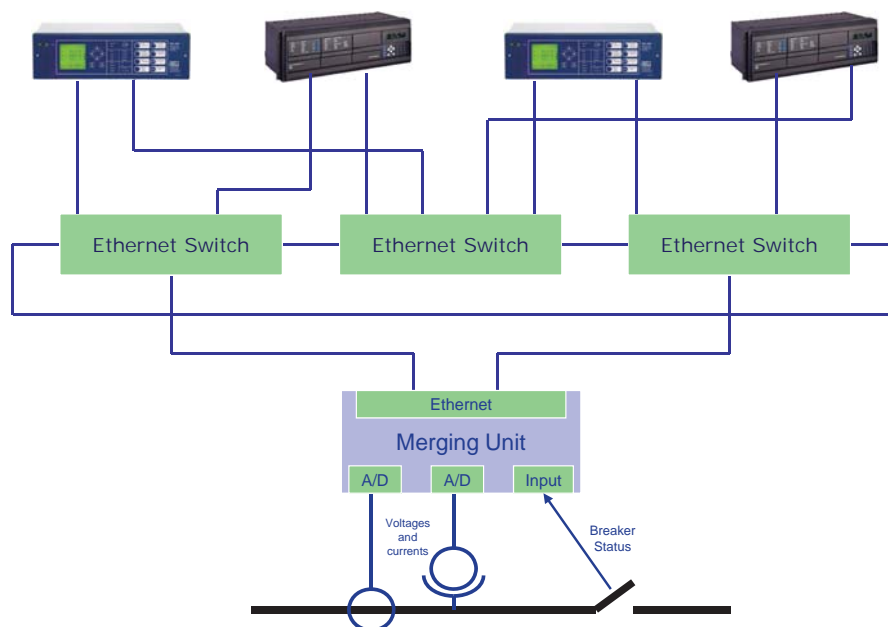 Ethernet Switch
Ethernet Switch
Ethernet Switch
Ethernet
Merging Unit
A/D
A/D
Input
Voltages
and
currents
Breaker
Status